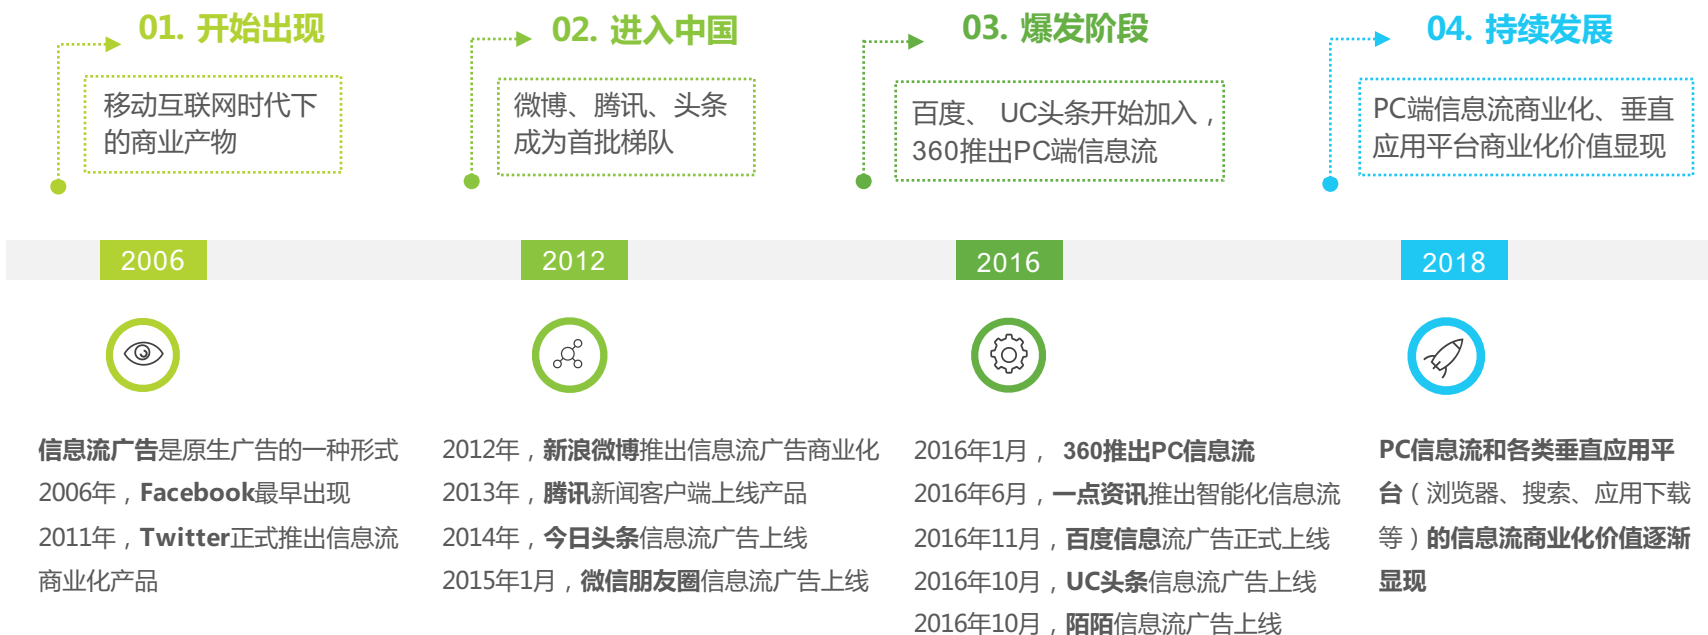 01. 开始出现
移动互联网时代下
的商业产物
02. 进入中国
微博、腾讯、头条
成为首批梯队
03. 爆发阶段
百度、 UC头条开始加入，
360推出PC端信息流
04. 持续发展
PC端信息流商业化、垂直
应用平台商业化价值显现
2006
2012
2016
2018
信息流广告是原生广告的一种形式
2006年，Facebook最早出现
2011年，Twitter正式推出信息流
商业化产品
2012年，新浪微博推出信息流广告商业化
2013年，腾讯新闻客户端上线产品
2014年，今日头条信息流广告上线
2015年1月，微信朋友圈信息流广告上线
2016年1月， 360推出PC信息流
2016年6月，一点资讯推出智能化信息流
2016年11月，百度信息流广告正式上线
2016年10月，UC头条信息流广告上线
2016年10月，陌陌信息流广告上线
PC信息流和各类垂直应用平
台（浏览器、搜索、应用下载
等）的信息流商业化价值逐渐
显现